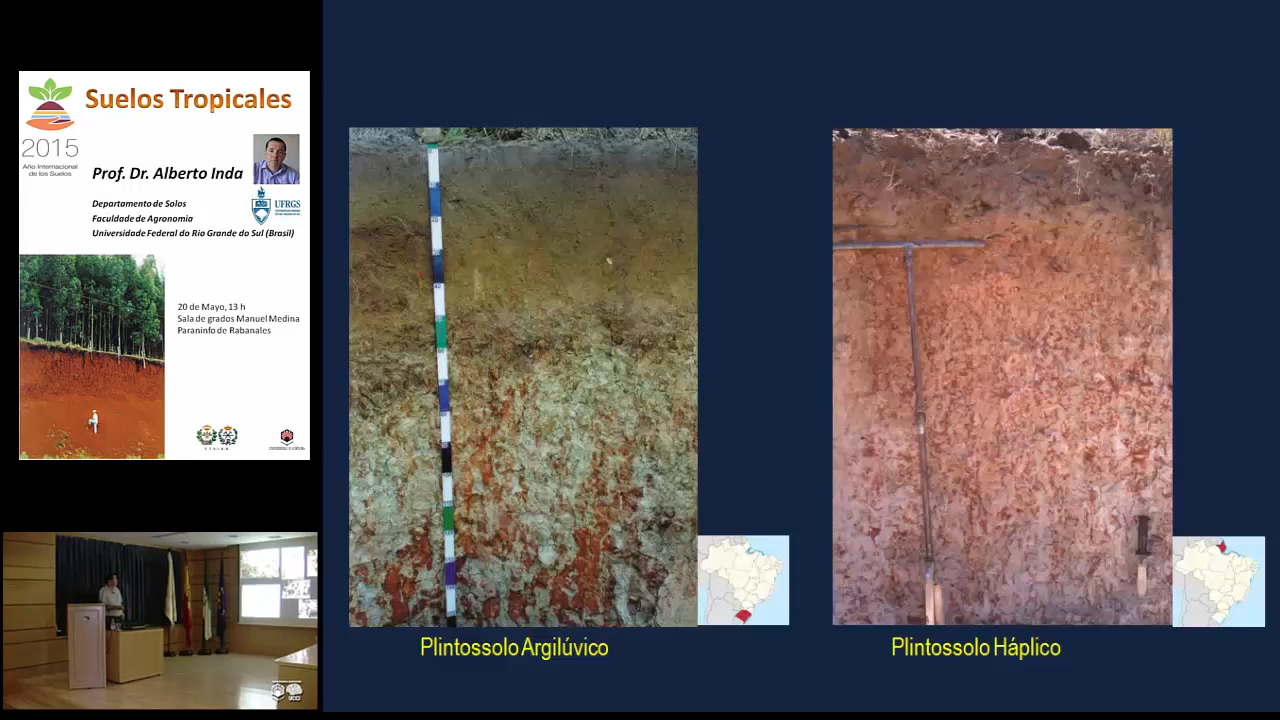 Suelos Tropicales
2015
Año Internacional
de los Suelos
Prof. Dr. Alberto Inda
Departamento de Solos
Faculdade de Agronomia
Universidade Federal do Rio Grande do Sul (Brasil)
UFRGS
20 de Mayo, 13 h
Sala de grados Manuel Medina
Paraninfo de Rabanales
Plintossolo Argilúvico
Plintossolo Háplico